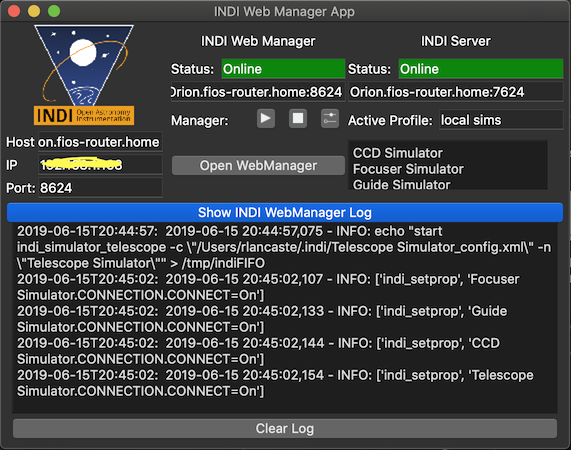 INDI Web Manager App
INDI Web Manager
INDI Server
Status: Online
Status: Online
Orion.fios-router.home:8624
Orion.fios-router.home:7624
Manager:
Active Profile: local sims
INDI Open Astronomy
Instrumentation
Host on.fios-router.home
IP
Port: 8624
Open WebManager
CCD Simulator
Focuser Simulator
Guide Simulator
Show INDI WebManager Log
2019-06-15T20:44:57:  2019-06-15 20:44:57,075 - INFO: echo "start
indi_simulator_telescope -c \"/Users/rlancaste/.indi/Telescope Simulator_config.xml\" -n
\"Telescope Simulator\"" > /tmp/indiFIFO
2019-06-15T20:45:02:  2019-06-15 20:45:02,107 - INFO: ['indi_setprop', 'Focuser
Simulator.CONNECTION.CONNECT=On']
2019-06-15T20:45:02:  2019-06-15 20:45:02,133 - INFO: ['indi_setprop', 'Guide
Simulator.CONNECTION.CONNECT=On']
2019-06-15T20:45:02:  2019-06-15 20:45:02,144 - INFO: ['indi_setprop', 'CCD
Simulator.CONNECTION.CONNECT=On']
2019-06-15T20:45:02:  2019-06-15 20:45:02,154 - INFO: ['indi_setprop', 'Telescope
Simulator.CONNECTION.CONNECT=On']
Clear Log